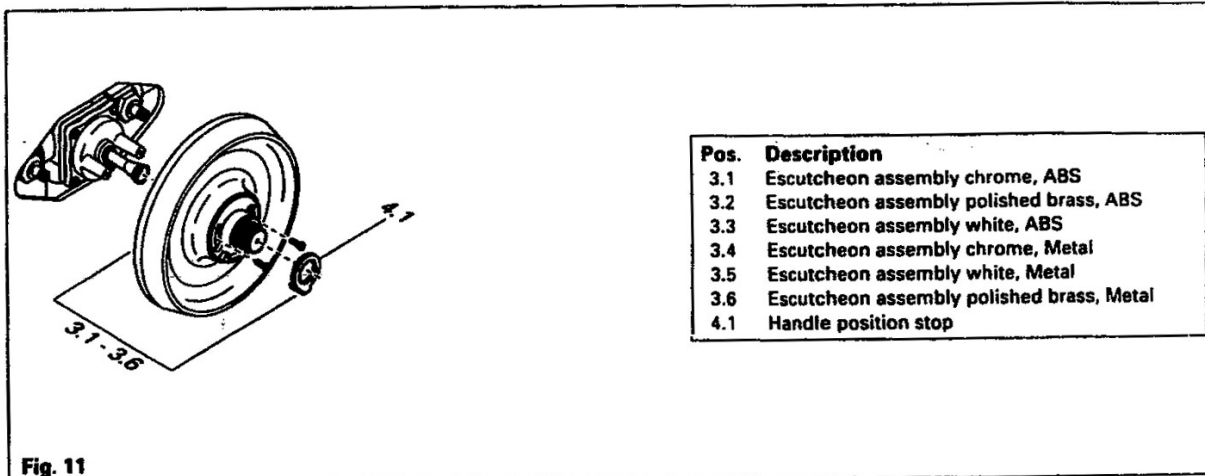 4.1
3.1 - 3.6
Pos. Description
3.1 Escutcheon assembly chrome, ABS
3.2 Escutcheon assembly polished brass, ABS
3.3 Escutcheon assembly white, ABS
3.4 Escutcheon assembly chrome, Metal
3.5 Escutcheon assembly white, Metal
3.6 Escutcheon assembly polished brass, Metal
4.1 Handle position stop
Fig. 11